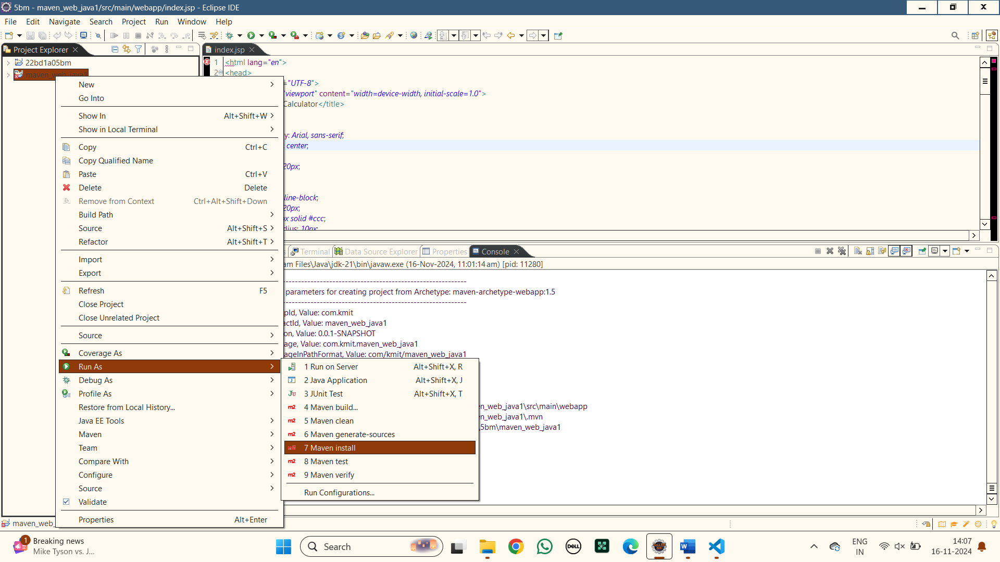 5bm - maven_web_java1/src/main/webapp/index.jsp - Eclipse IDE
File Edit Navigate Search Project Run Window Help
Project Explorer
index.jsp
22bd1a05bm
maven_web_java1
1 <html lang="en">
2 <head>
="UTF-8">
"viewport" content="width=device-width, initial-scale=1.0">
Calculator</title>
y: Arial, sans-serif;
center;
20px;
line-block;
20px;
px solid #ccc;
dius: 10px;
New
Go Into
Show In Alt+Shift+W
Show in Local Terminal
Copy Ctrl+C
Copy Qualified Name
Paste Ctrl+V
Delete Delete
Remove from Context Ctrl+Alt+Shift+Down
Build Path
Source Alt+Shift+S
Refactor Alt+Shift+T
Import
Export
Refresh F5
Close Project
Close Unrelated Project
Source
Coverage As
Run As
Debug As
Profile As
Restore from Local History...
Java EE Tools
Maven
Team
Compare With
Configure
Source
Validate
Properties Alt+Enter
1 Run on Server Alt+Shift+X, R
2 Java Application Alt+Shift+X, J
3 JUnit Test Alt+Shift+X, T
4 Maven build...
5 Maven clean
6 Maven generate-sources
7 Maven install
8 Maven test
9 Maven verify
Run Configurations...
Terminal Data Source Explorer Properties Console
am Files\Java\jdk-21\bin\javaw.exe (16-Nov-2024, 11:01:14 am) [pid: 11280]
----------------------------------------------------------------------------
parameters for creating project from Archetype: maven-archetype-webapp:1.5
----------------------------------------------------------------------------
pId, Value: com.kmit
actId, Value: maven_web_java1
on, Value: 0.0.1-SNAPSHOT
age, Value: com.kmit.maven_web_java1
ageInPathFormat, Value: com/kmit/maven_web_java1
en_web_java1\src\main\webapp
en_web_java1\.mvn
\5bm\maven_web_java1
maven_web_
1
Breaking news
Mike Tyson vs. J...
Search
DELL
ENG
IN
14:07
16-11-2024